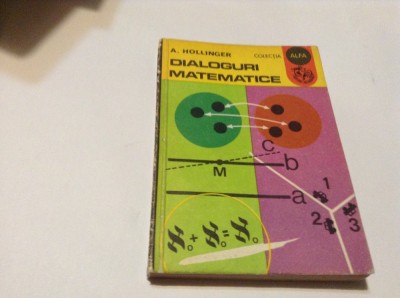 A. HOLLINGER
COLECȚIA ALFA
DIALOGURI
MATEMATICE
c
b
M
a
1
2
3